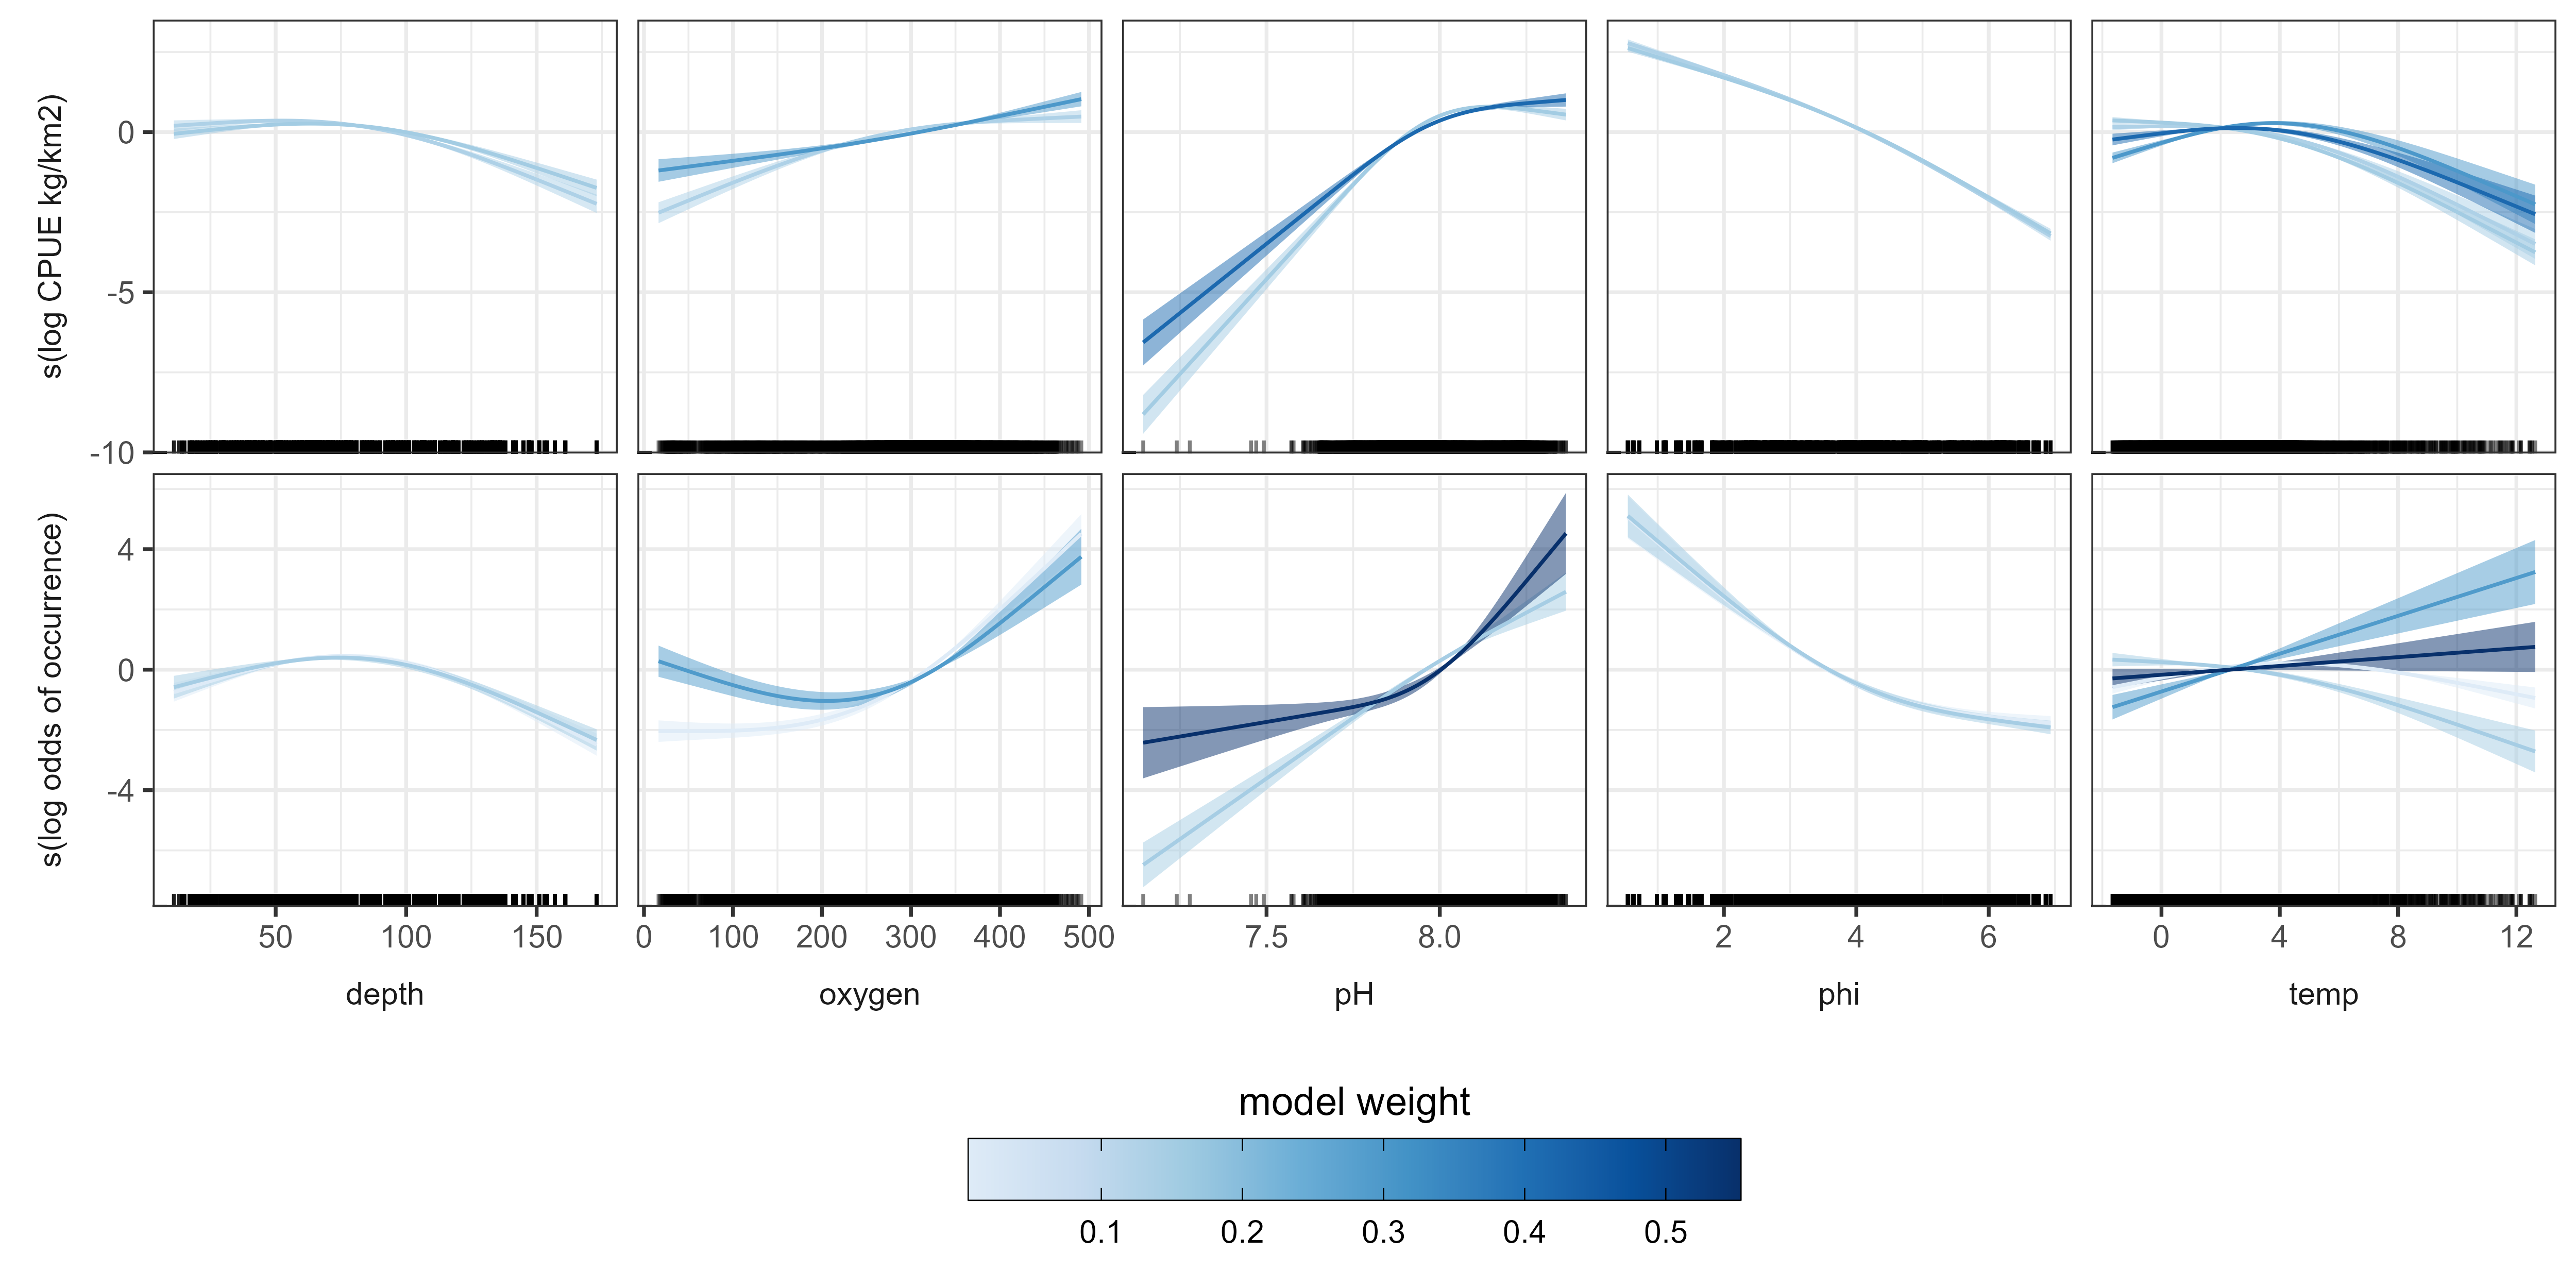 s(log CPUE kg/km2)
0
-5
-10
s(log odds of occurrence)
4
0
-4
50 100 150
0 100 200 300 400 500
7.5 8.0
2 4 6
0 4 8 12
depth oxygen pH phi temp
model weight
0.1 0.2 0.3 0.4 0.5